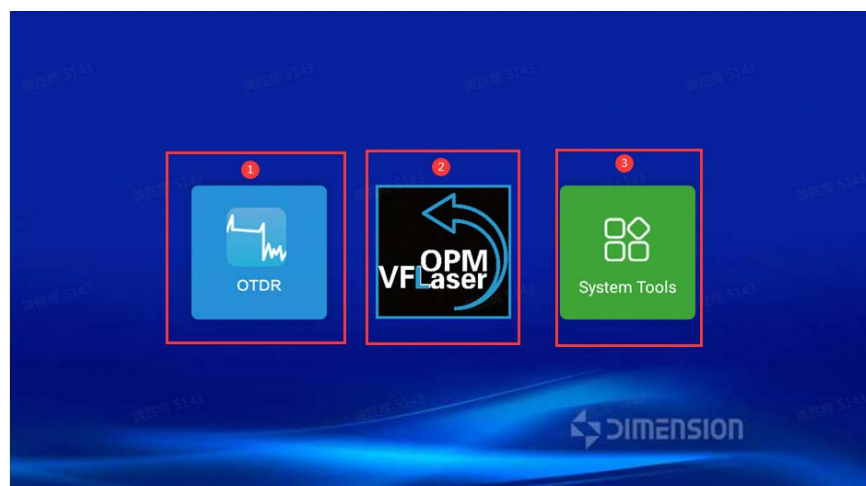 1
2
3
OTDR
OPM
VFLaser
System Tools
DIMENSION